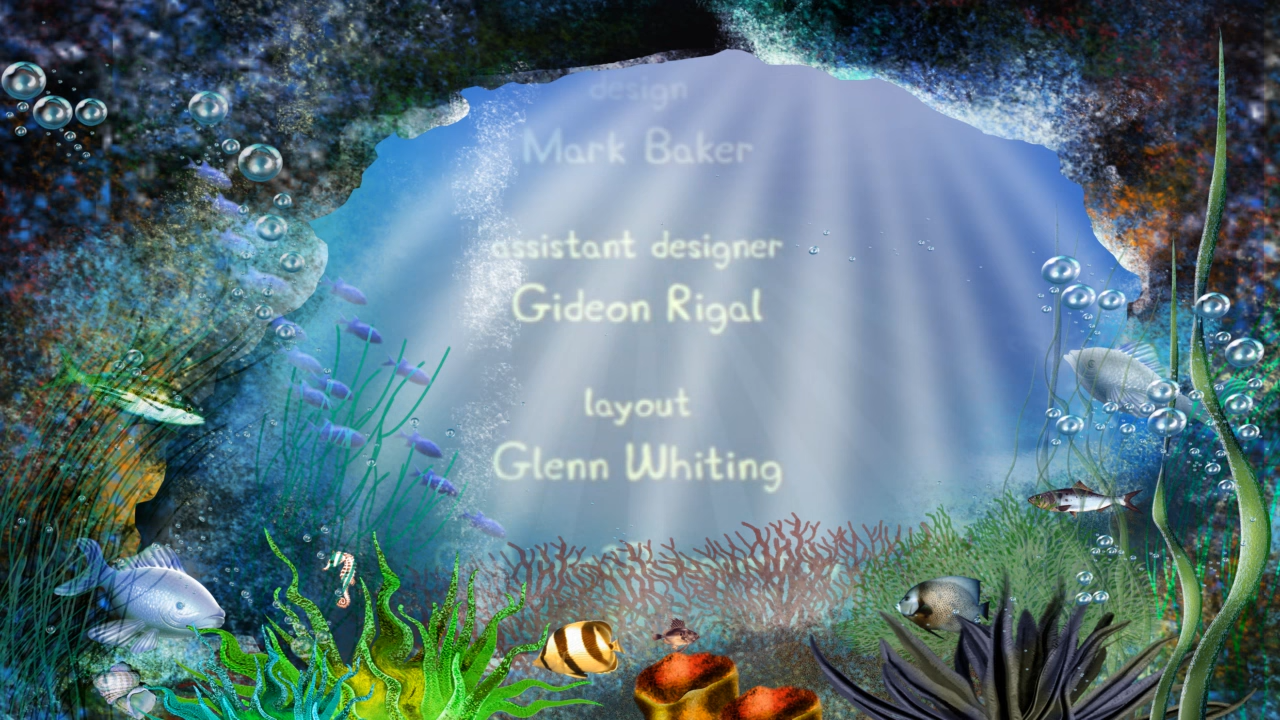 design
Mark Baker
assistant designer
Gideon Rigal
layout
Glenn Whiting